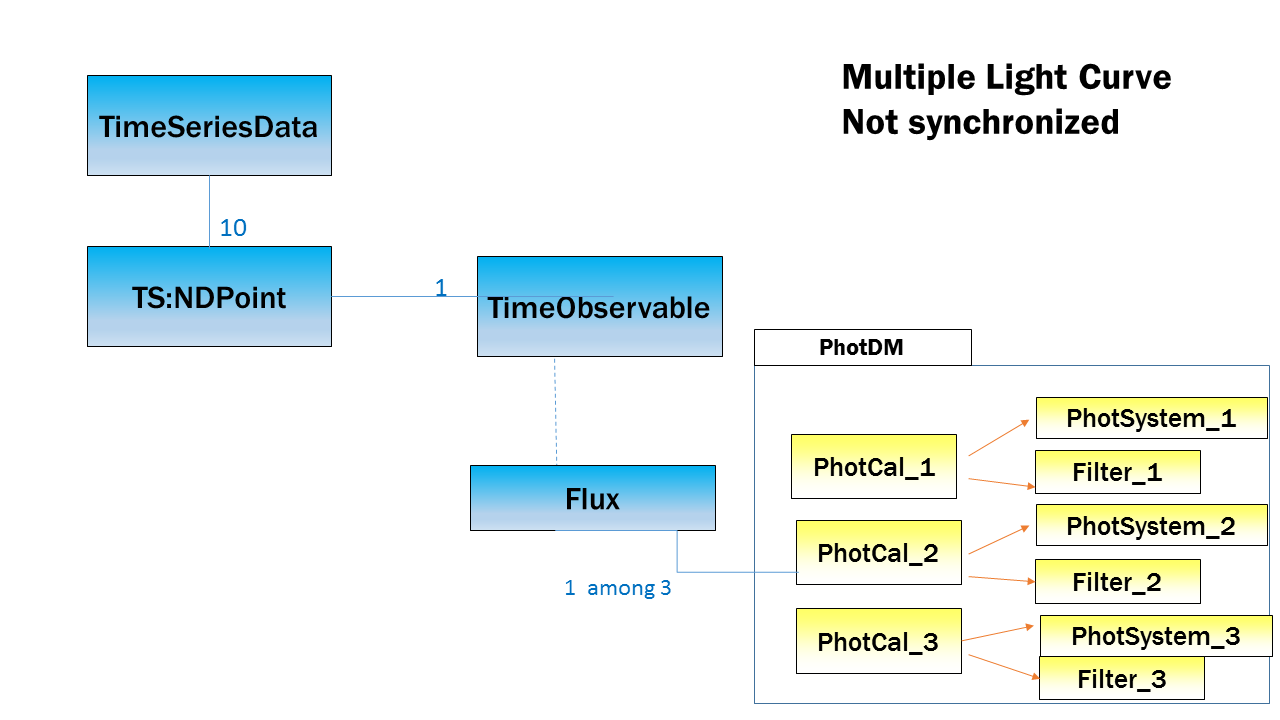 Multiple Light Curve
Not synchronized
TimeSeriesData
10
TS:NDPoint
1
TimeObservable
PhotDM
PhotCal_1
PhotSystem_1
Filter_1
Flux
1 among 3
PhotCal_2
PhotSystem_2
Filter_2
PhotCal_3
PhotSystem_3
Filter_3